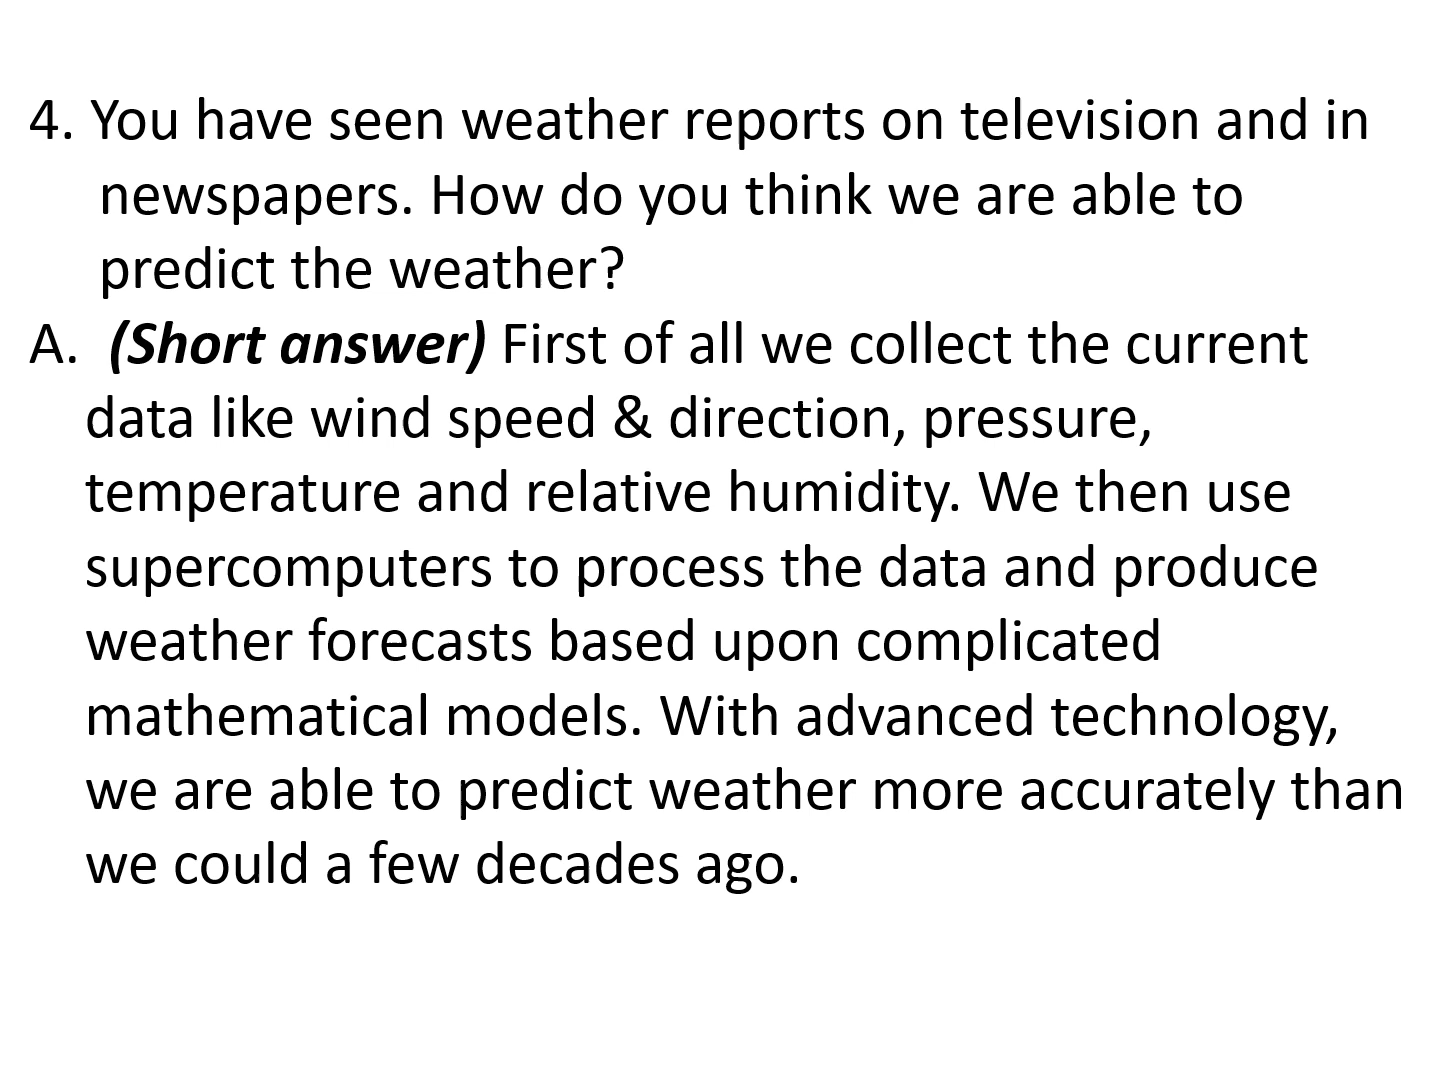 4. You have seen weather reports on television and in
newspapers. How do you think we are able to
predict the weather?
A. (Short answer) First of all we collect the current
data like wind speed & direction, pressure,
temperature and relative humidity. We then use
supercomputers to process the data and produce
weather forecasts based upon complicated
mathematical models. With advanced technology,
we are able to predict weather more accurately than
we could a few decades ago.